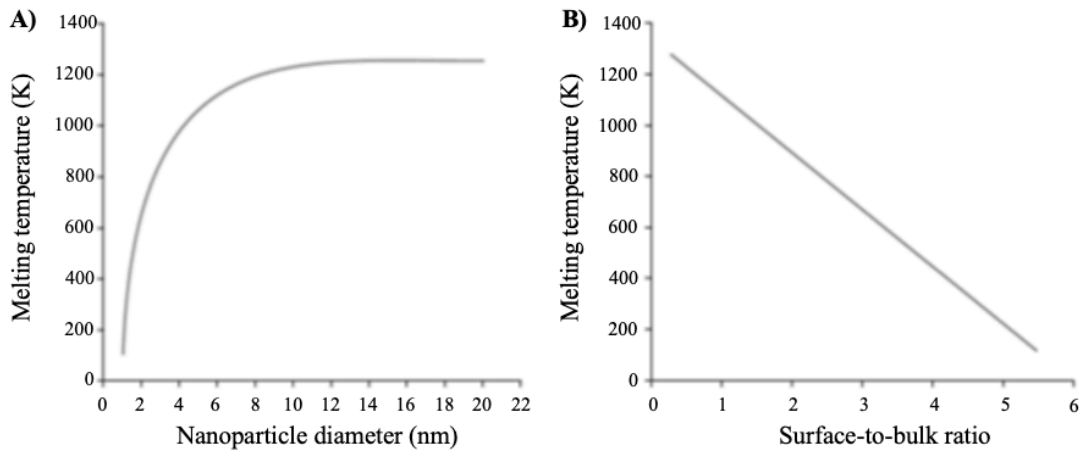 A)
Melting temperature (K)
1400
1200
1000
800
600
400
200
0
0 2 4 6 8 10 12 14 16 18 20 22
Nanoparticle diameter (nm)
B)
Melting temperature (K)
1400
1200
1000
800
600
400
200
0
0 1 2 3 4 5 6
Surface-to-bulk ratio